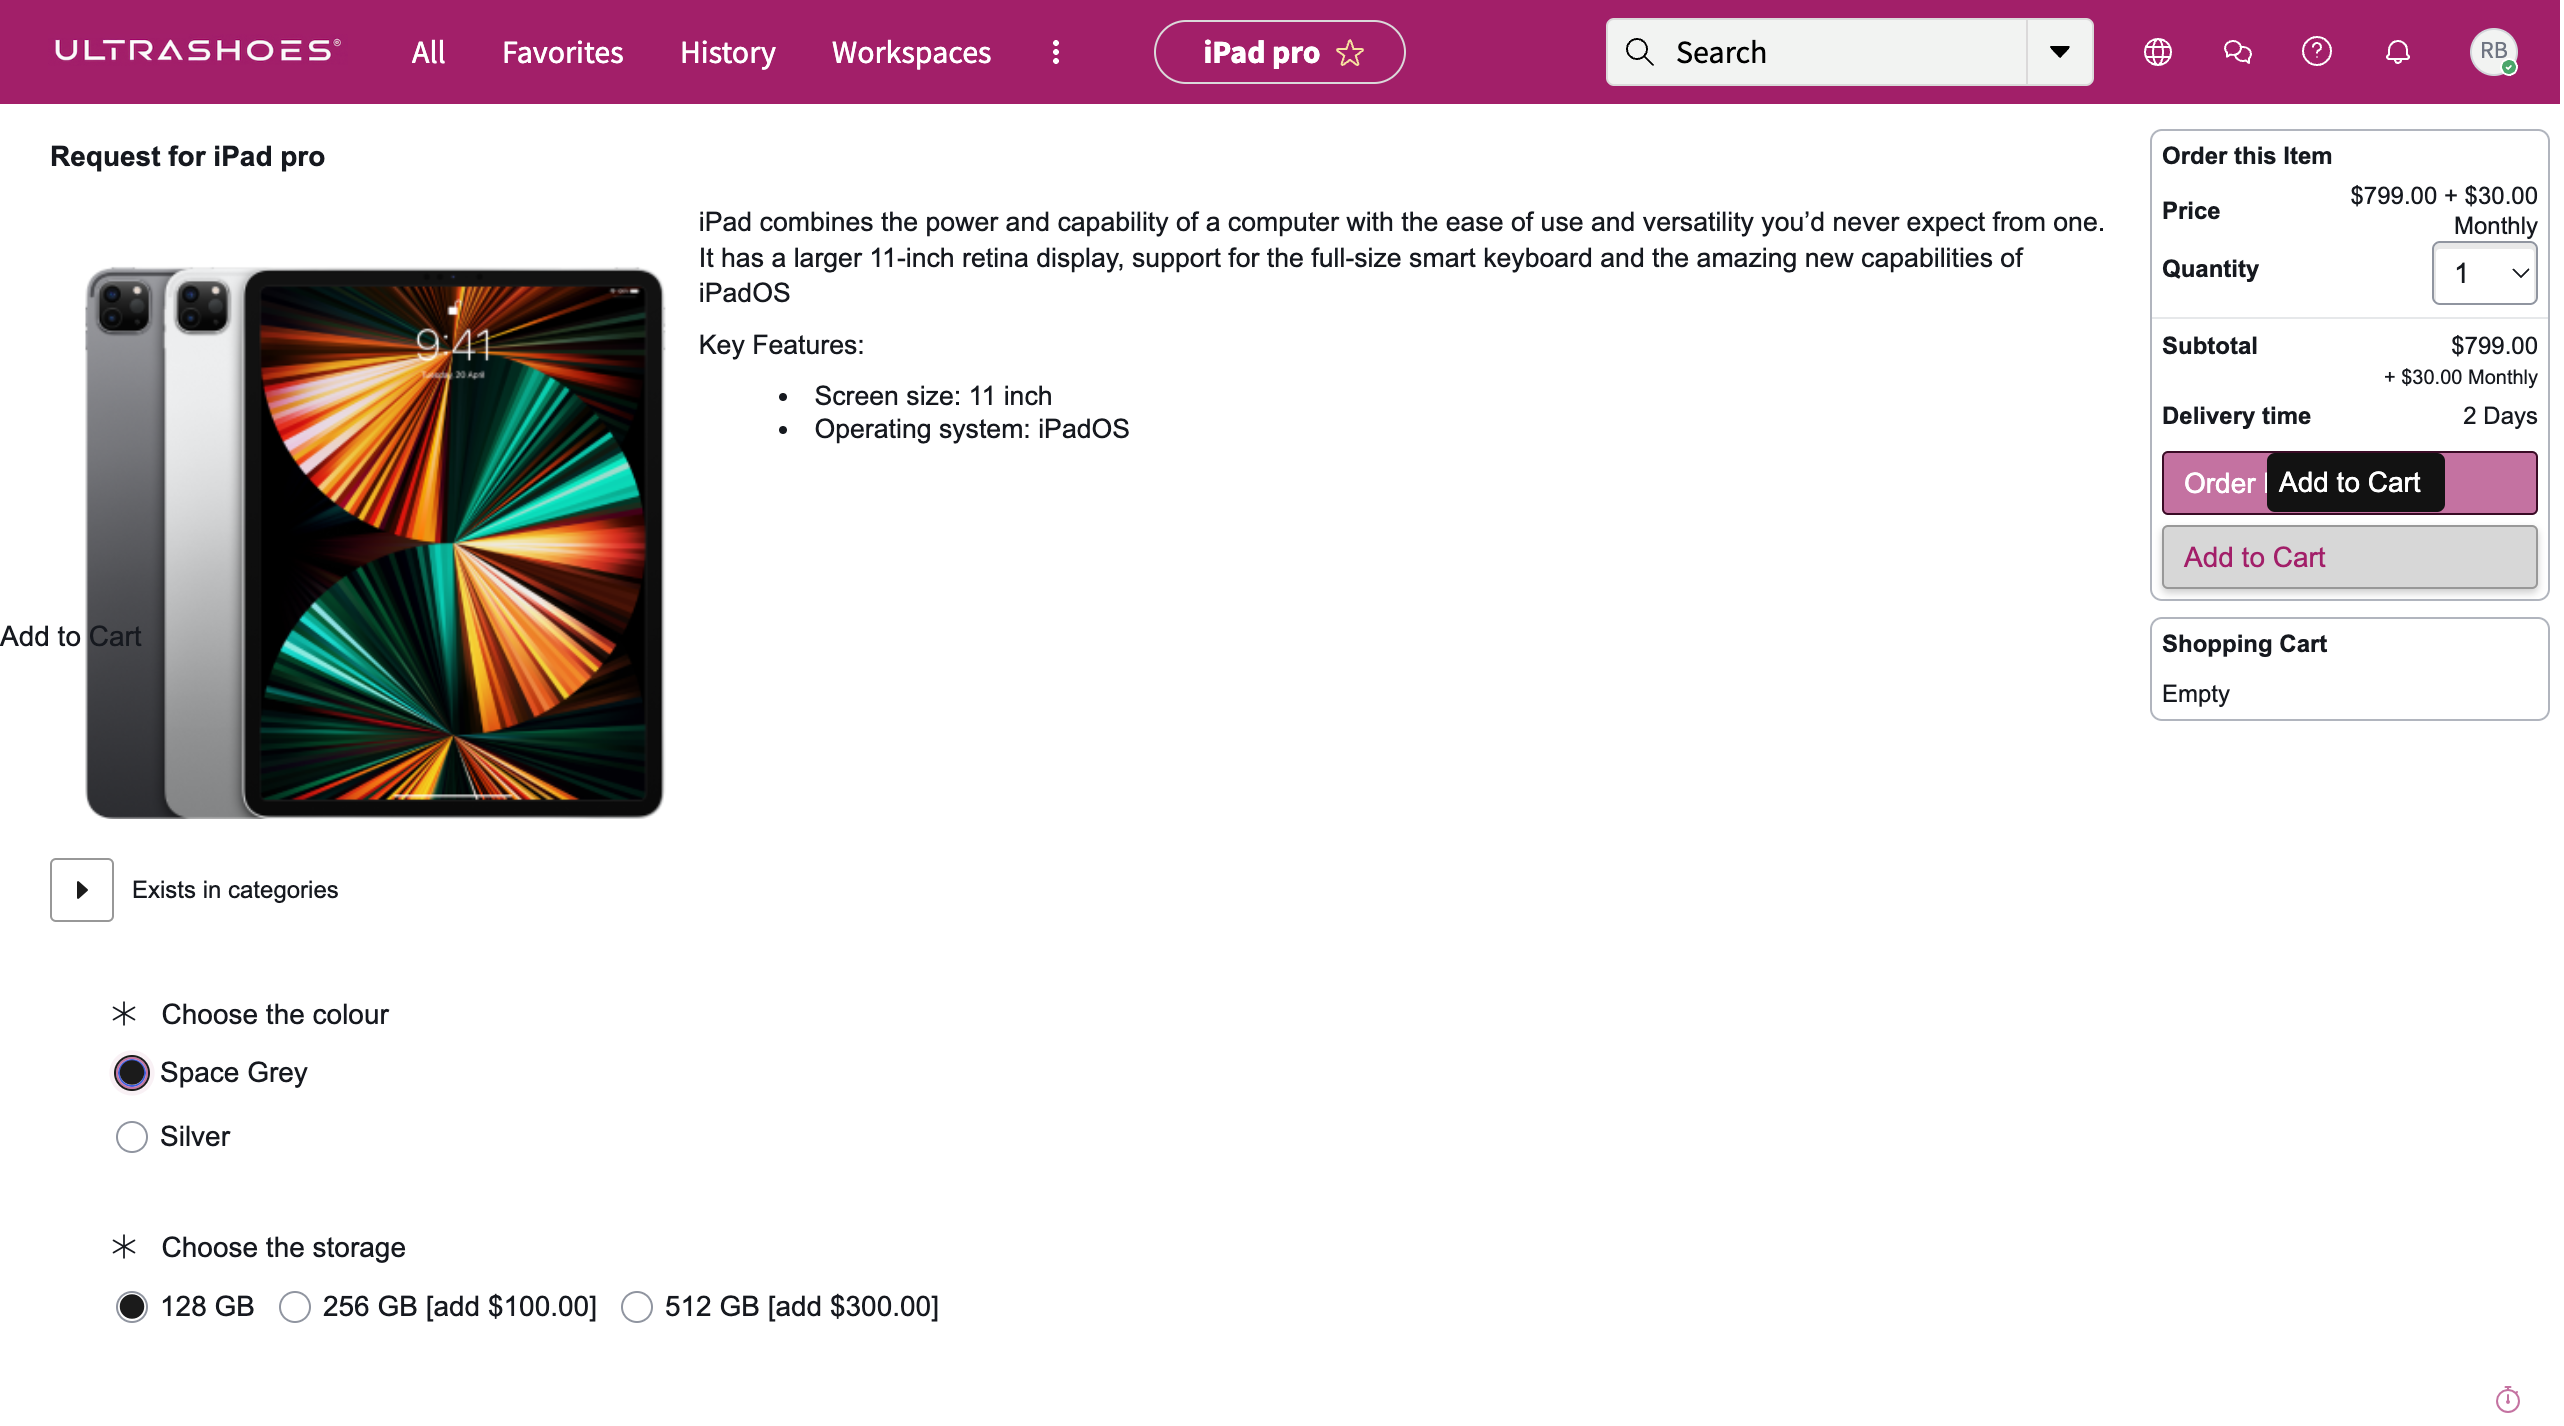 ULTRASHOES®
All
Favorites
History
Workspaces
iPad pro
Search
RB
Request for iPad pro
iPad combines the power and capability of a computer with the ease of use and versatility you’d never expect from one.
It has a larger 11-inch retina display, support for the full-size smart keyboard and the amazing new capabilities of
iPadOS
Key Features:
• Screen size: 11 inch
• Operating system: iPadOS
9:41
Tuesday, 20 April
Add to Cart
Exists in categories
Choose the colour
Space Grey
Silver
Choose the storage
128 GB
256 GB [add $100.00]
512 GB [add $300.00]
Order this Item
Price
$799.00 + $30.00
Monthly
Quantity
1
Subtotal
$799.00
+ $30.00 Monthly
Delivery time
2 Days
Order
Add to Cart
Add to Cart
Shopping Cart
Empty